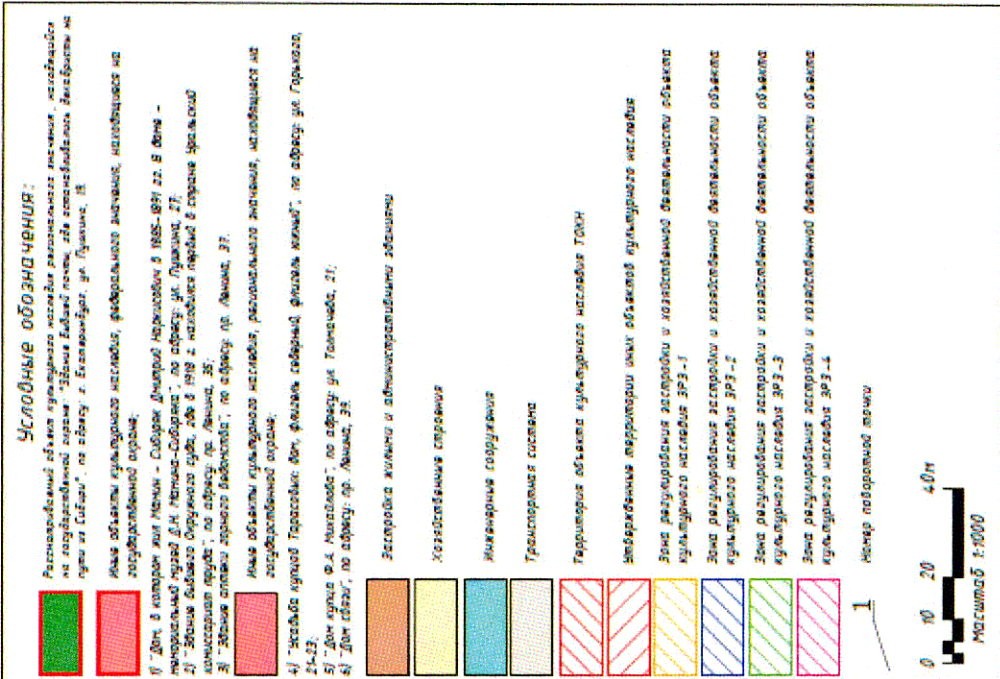 Условные обозначения:
Рассматриваемый объект культурного наследия регионального значения, находящийся
на государственной охране "Здание бывшей почты, где останавливались декабристы на
пути из Сибири", по адресу: г. Екатеринбург, ул. Пушкина,
Иные объекты культурного наследия, федерального значения, находящиеся на
государственной охране:
1) "Дом, в котором жил Мамин - Сибиряк Дмитрий Наркисович в 1885-1891 гг. В доме -
мемориальный музей Д.Н. Мамина-Сибиряка", по адресу: ул. Пушкина, 27;
2) "Здание бывшего Окружного суда, где в 1918 г. находился первый в стране Уральский
комиссариат труда", по адресу: пр. Ленина, 35;
3) "Здание аптеки горного ведомства", по адресу: пр. Ленина, 37.
Иные объекты культурного наследия, регионального значения, находящиеся на
государственной охране:
4) "Усадьба купцов Тарасовых: дом, флигель северный, флигель южный", по адресу: ул. Горького,
21-23;
5) "Дом купца Ф.А. Михайлова", по адресу: ул. Толмачева, 21;
6) "Дом связи", по адресу: пр. Ленина, 39.
Застройка жилыми и административными зданиями
Хозяйственные строения
Инженерные сооружения
Транспортная система
Территория объекта культурного наследия ТОКН
Утвержденные территории иных объектов культурного наследия
Зона регулирования застройки и хозяйственной деятельности объекта
культурного наследия ЗРЗ-1
Зона регулирования застройки и хозяйственной деятельности объекта
культурного наследия ЗРЗ-2
Зона регулирования застройки и хозяйственной деятельности объекта
культурного наследия ЗРЗ-3
Зона регулирования застройки и хозяйственной деятельности объекта
культурного наследия ЗРЗ-4
1 Номер поворотной точки
0 10 20 40м
Масштаб 1:1000